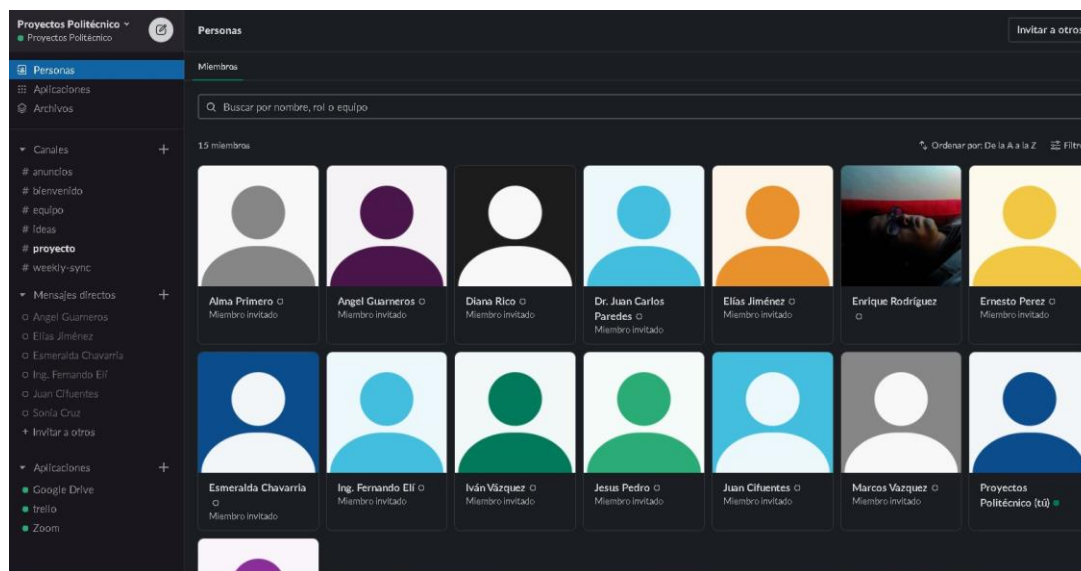 Proyectos Politécnico
Proyectos Politécnico
Personas
Aplicaciones
Archivos
Canales
# anuncios
# bienvenido
# equipo
# ideas
# proyecto
# weekly-sync
Mensajes directos
Angel Guarneros
Elías Jiménez
Esmeralda Chavarría
Ing. Fernando Elí
Juan Cifuentes
Sonia Cruz
+ Invitar a otros
Aplicaciones
Google Drive
trello
Zoom
Personas
Invitar a otros
Miembros
Buscar por nombre, rol o equipo
15 miembros
Ordenar por: De la A a la Z
Filtr
Alma Primero
Miembro invitado
Angel Guarneros
Miembro invitado
Diana Rico
Miembro invitado
Dr. Juan Carlos
Paredes
Miembro invitado
Elías Jiménez
Miembro invitado
Enrique Rodríguez
Ernesto Perez
Miembro invitado
Esmeralda Chavarria
Miembro invitado
Ing. Fernando Elí
Miembro invitado
Iván Vázquez
Miembro invitado
Jesus Pedro
Miembro invitado
Juan Cifuentes
Miembro invitado
Marcos Vazquez
Miembro invitado
Proyectos
Politécnico (tú)